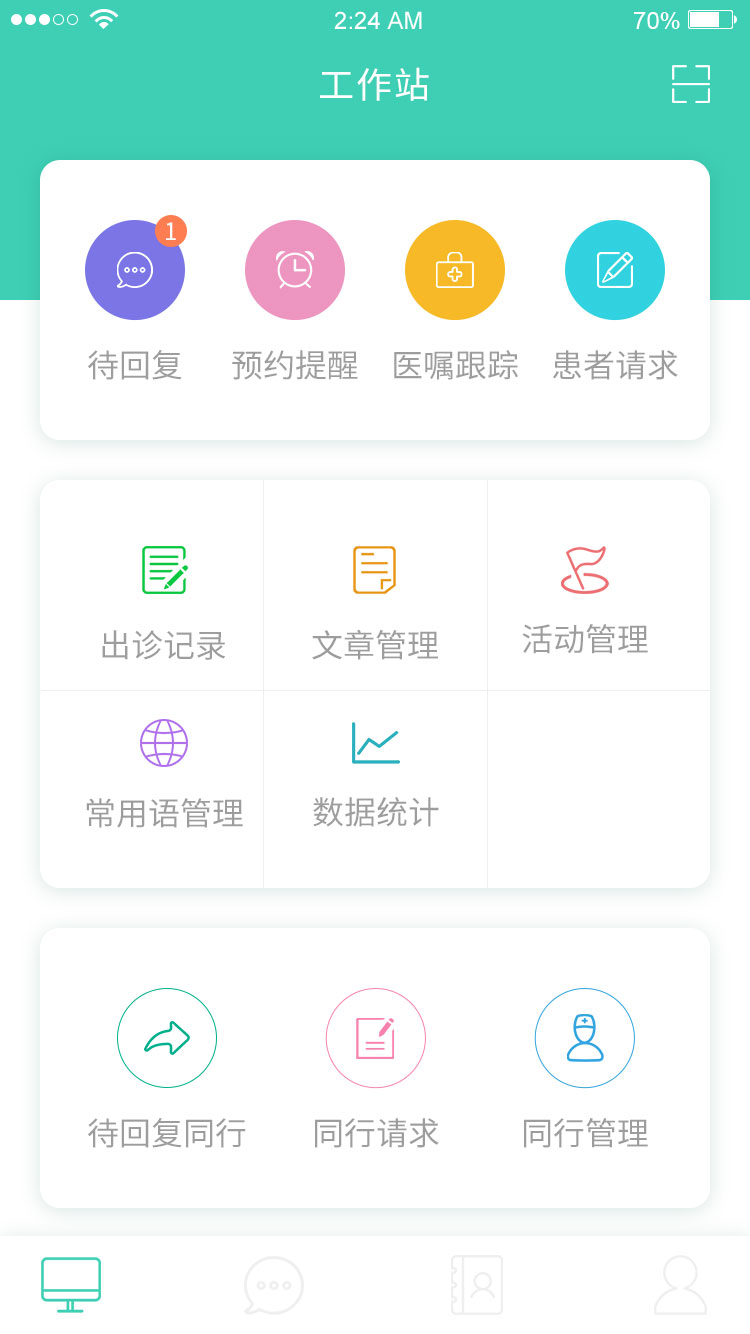 2:24 AM
70%
工作站
1
待回复
预约提醒
医嘱跟踪
患者请求
出诊记录
文章管理
活动管理
常用语管理
数据统计
待回复同行
同行请求
同行管理